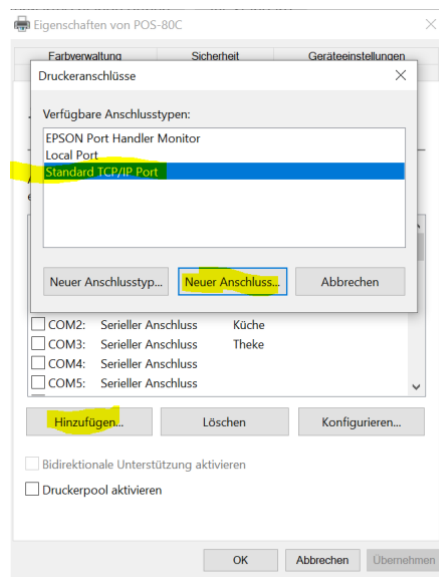 Eigenschaften von POS-80C
Farbverwaltung Sicherheit Geräteeinstellungen
Druckeranschlüsse
Verfügbare Anschlusstypen:
EPSON Port Handler Monitor
Local Port
Standard TCP/IP Port
Neuer Anschlusstyp... Neuer Anschluss... Abbrechen
COM2: Serieller Anschluss Küche
COM3: Serieller Anschluss Theke
COM4: Serieller Anschluss
COM5: Serieller Anschluss
Hinzufügen... Löschen Konfigurieren...
Bidirektionale Unterstützung aktivieren
Druckerpool aktivieren
OK Abbrechen Übernehmen